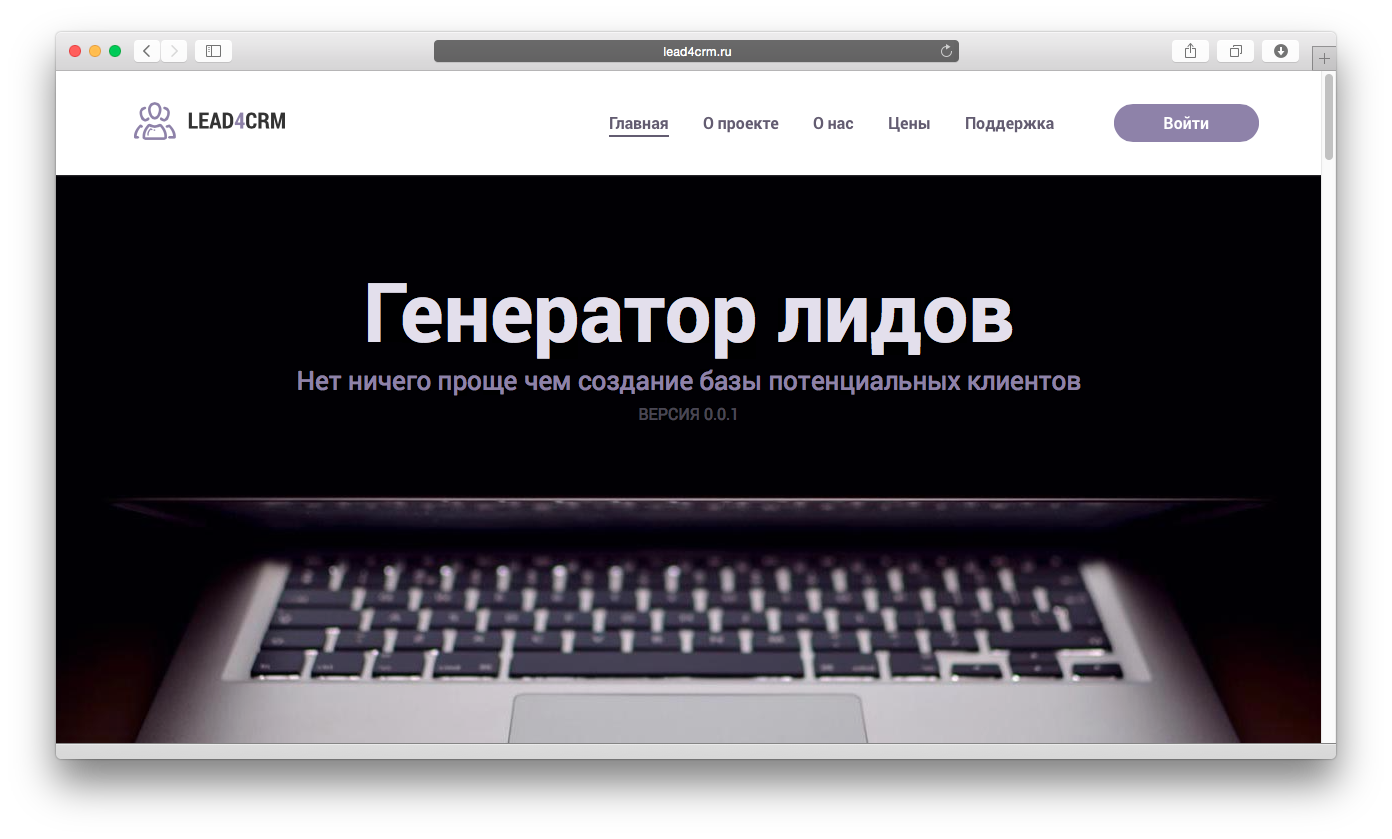 lead4crm.ru
LEAD4CRM
Главная О проекте О нас Цены Поддержка Войти
Генератор лидов
Нет ничего проще чем создание базы потенциальных клиентов
ВЕРСИЯ 0.0.1